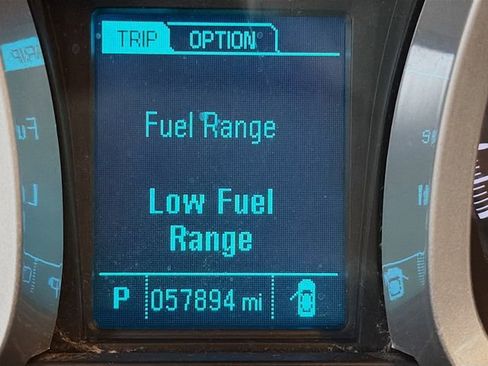 TRIP OPTION
Fuel Range
Low Fuel
Range
P 057894 mi